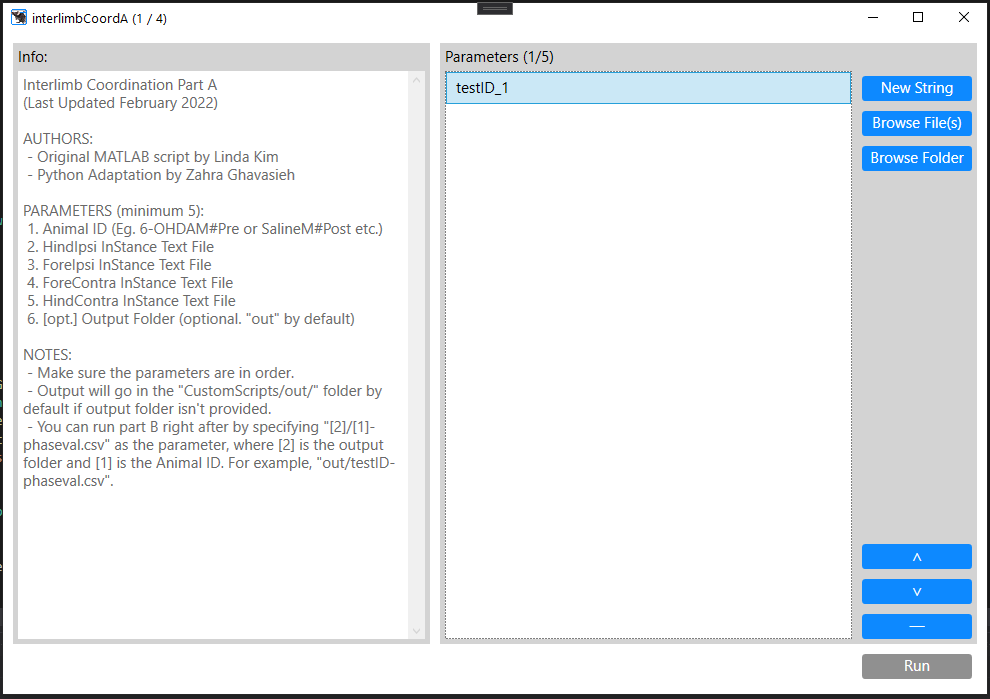 interlimbCoordA (1 / 4)
Info:
Interlimb Coordination Part A
(Last Updated February 2022)
AUTHORS:
- Original MATLAB script by Linda Kim
- Python Adaptation by Zahra Ghavasieh
PARAMETERS (minimum 5):
1. Animal ID (Eg. 6-OHDAM#Pre or SalineM#Post etc.)
2. HindIpsi InStance Text File
3. ForeIpsi InStance Text File
4. ForeContra InStance Text File
5. HindContra InStance Text File
6. [opt.] Output Folder (optional. "out" by default)
NOTES:
- Make sure the parameters are in order.
- Output will go in the "CustomScripts/out/" folder by
default if output folder isn't provided.
- You can run part B right after by specifying "[2]/[1]-
phaseval.csv" as the parameter, where [2] is the output
folder and [1] is the Animal ID. For example, "out/testID-
phaseval.csv".
Parameters (1/5)
testID_1
New String
Browse File(s)
Browse Folder
Run